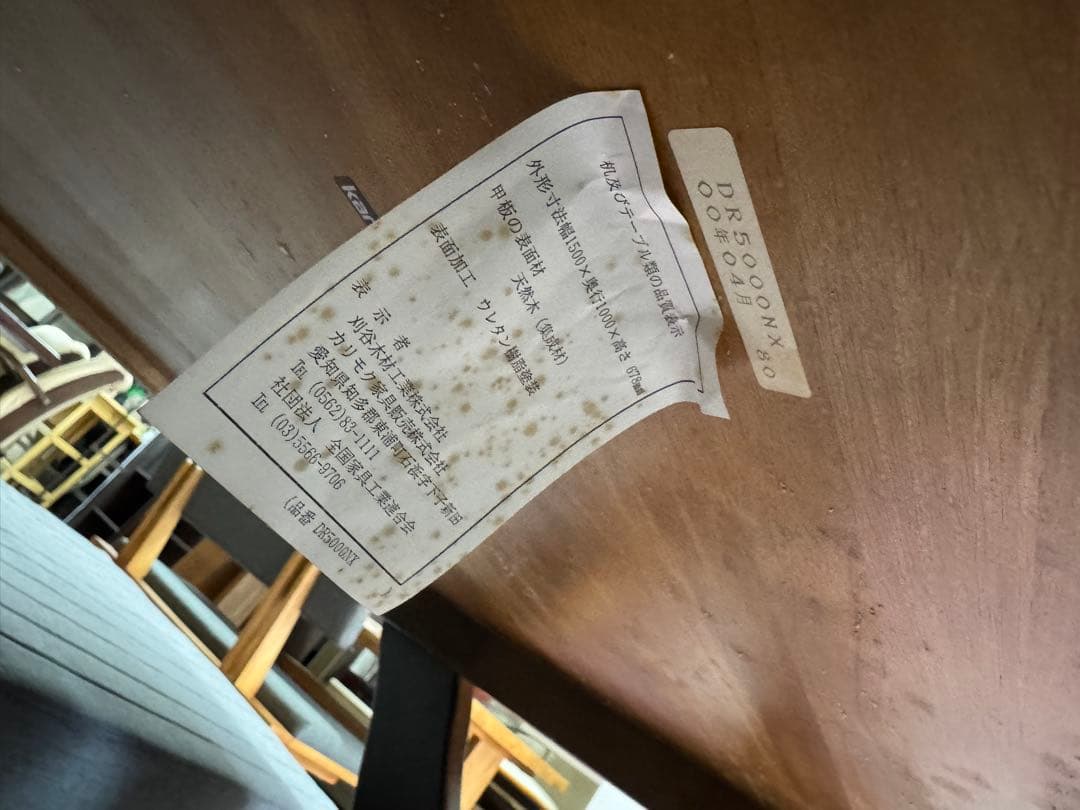 机及びテーブル類の品質表示
外形寸法幅1500×奥行1000×高さ 678㎜
甲板の表面材 天然木 (集成材)
表面加工 ウレタン樹脂塗装
表 示 者
刈谷木材工業株式会社
カリモク家具販売株式会社
愛知県知多郡東浦町石浜字下子新田
℡ (0562)83-1111
社団法人 全国家具工業連合会
℡ (03)5566-9706
(品番 DR5000NX
DR5000NX 80
00年04月
kar